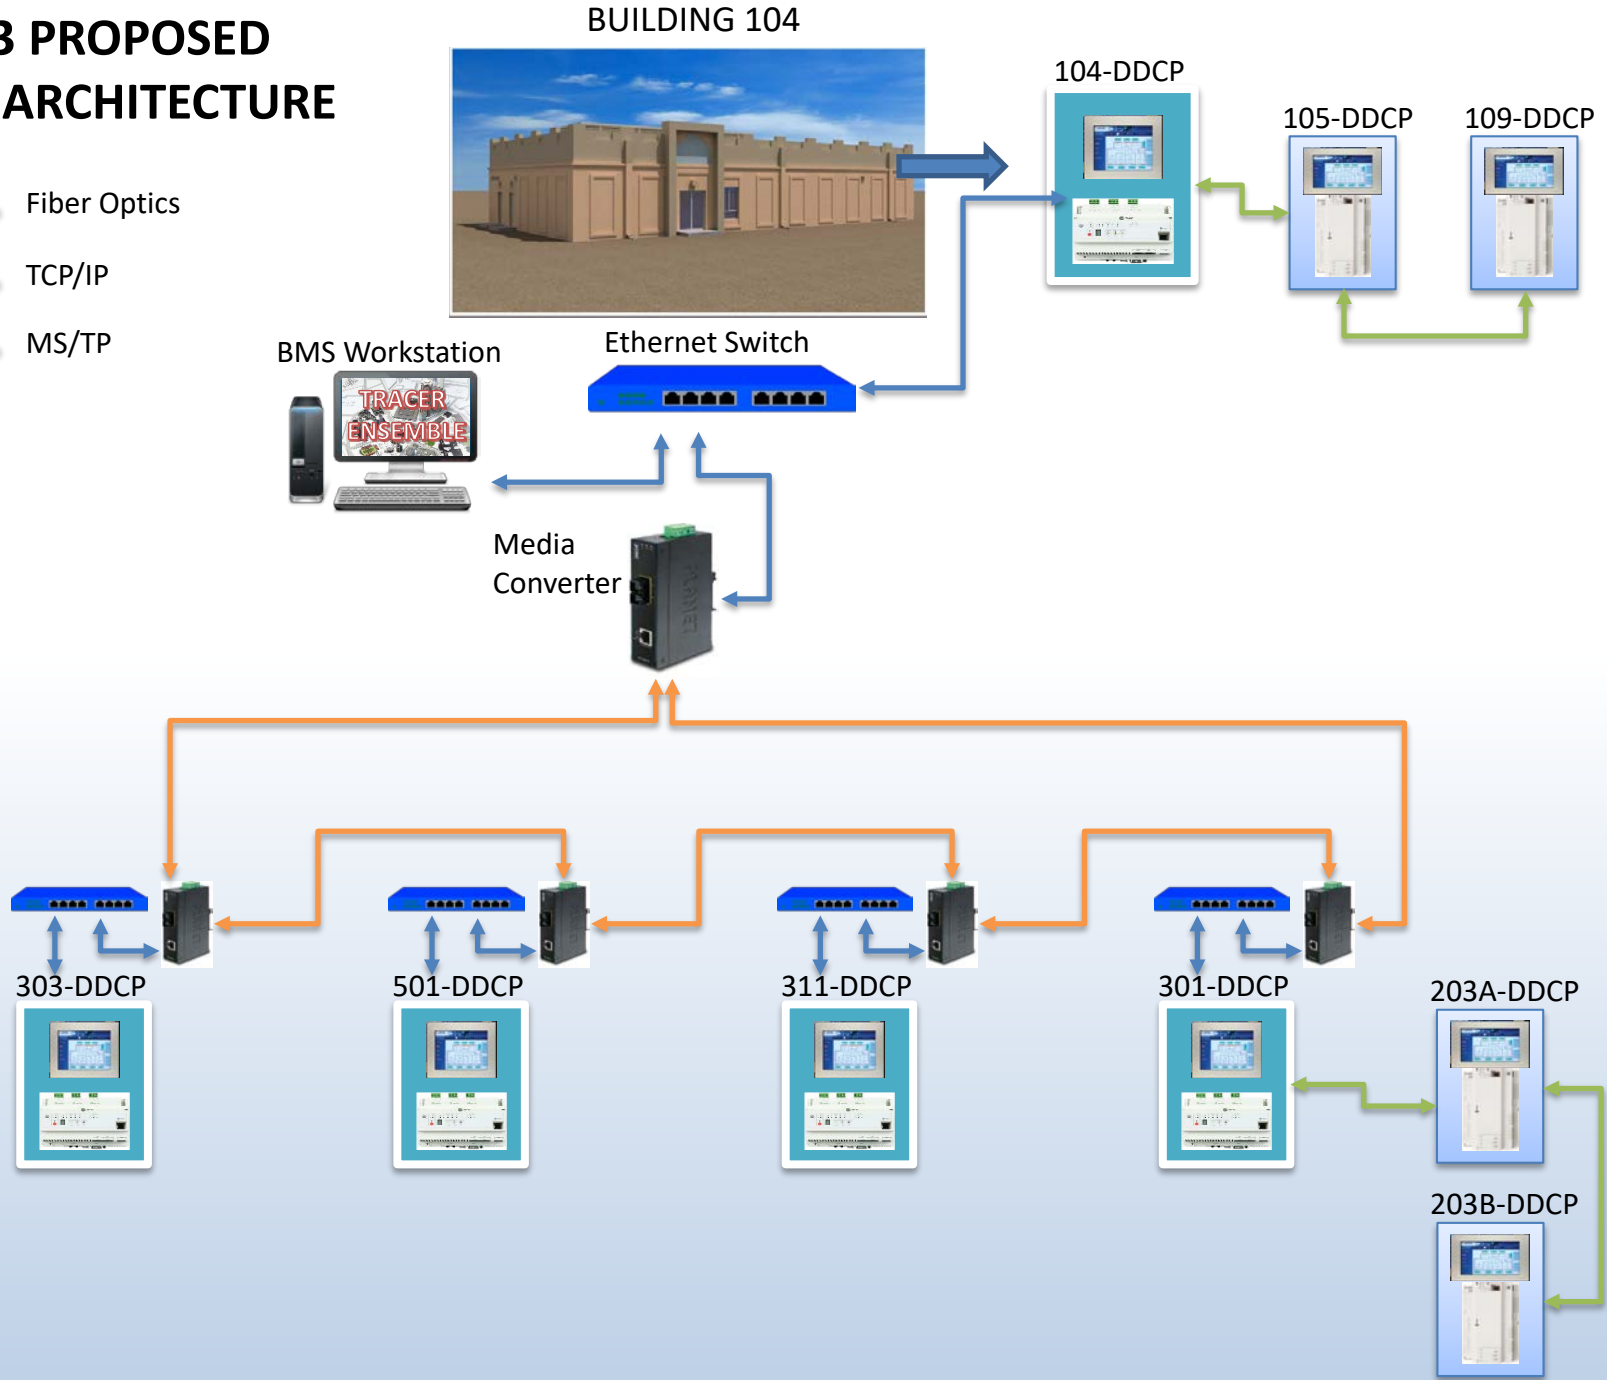 B PROPOSED
ARCHITECTURE
BUILDING 104
104-DDCP
105-DDCP
109-DDCP
Fiber Optics
TCP/IP
MS/TP
BMS Workstation
Ethernet Switch
TRACER
ENSEMBLE
Media
Converter
PLANET
303-DDCP
501-DDCP
311-DDCP
301-DDCP
203A-DDCP
203B-DDCP